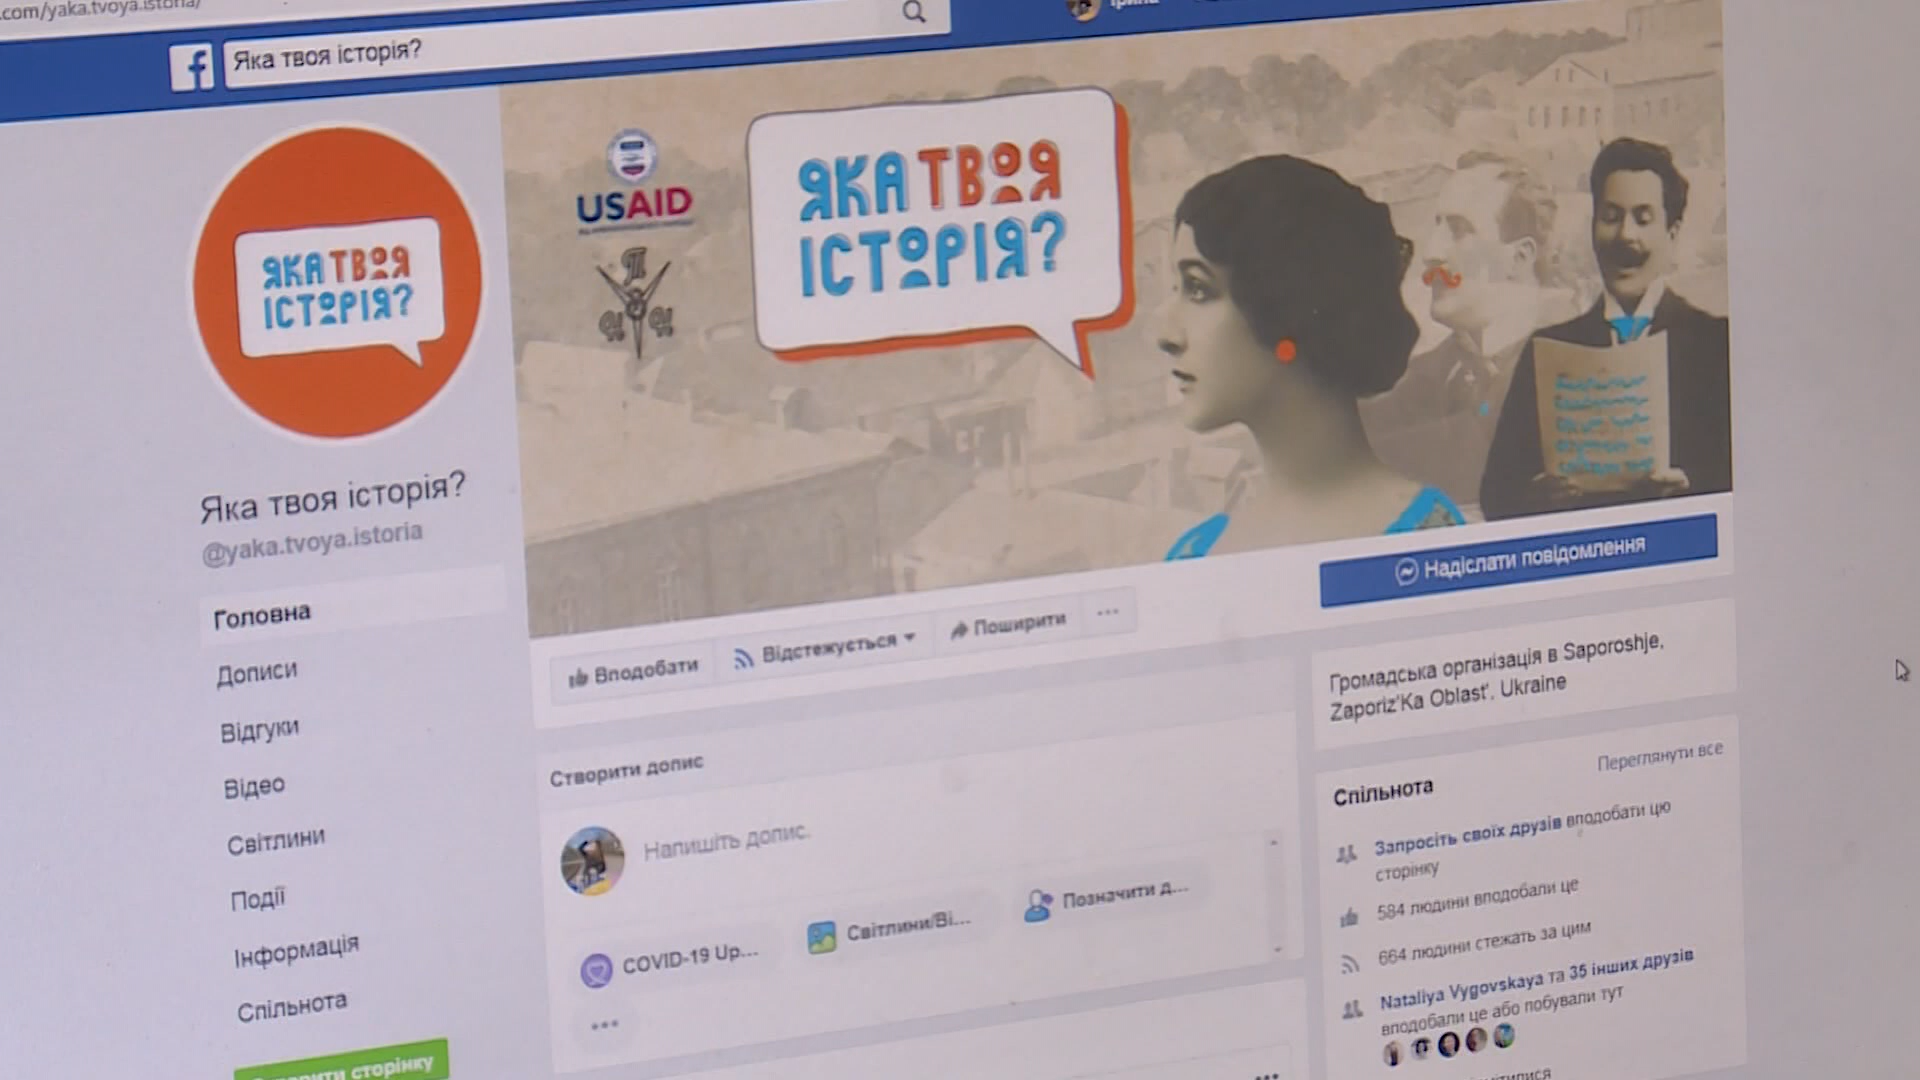 .com/yaka.tvoya.istoria/
Яка твоя історія?
Ірина
USAID
ЯКА ТВОЯ
ІСТОРІЯ?
ЯКА ТВОЯ
ІСТОРІЯ?
Яка твоя історія?
@yaka.tvoya.istoria
Головна
Дописи
Відгуки
Відео
Світлини
Події
Інформація
Спільнота
сторінку
Вподобати
Відстежується
Поширити
...
Надіслати повідомлення
Створити допис
Напишіть допис.
COVID-19 Up...
Світлини/Ві...
Позначити д...
...
Громадська організація в Saporoshje,
Zaporiz'Ka Oblast', Ukraine
Переглянути все
Спільнота
Запросіть своїх друзів вподобати цю
сторінку
584 людини вподобали це
664 людини стежать за цим
Nataliya Vygovskaya та 35 інших друзів
вподобали це або побували тут